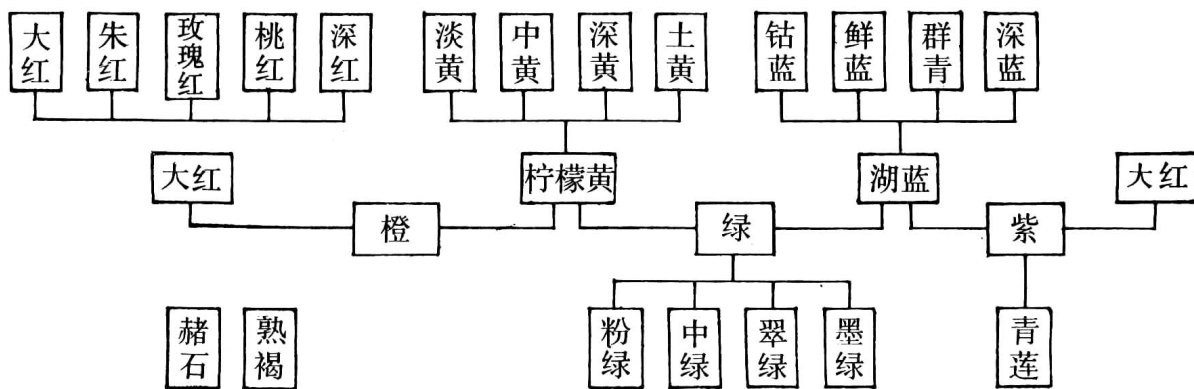 大红
朱红
玫瑰红
桃红
深红
淡黄
中黄
深黄
土黄
钴蓝
鲜蓝
群青
深蓝
大红
柠檬黄
湖蓝
大红
橙
绿
紫
赭石
熟褐
粉绿
中绿
翠绿
墨绿
青莲